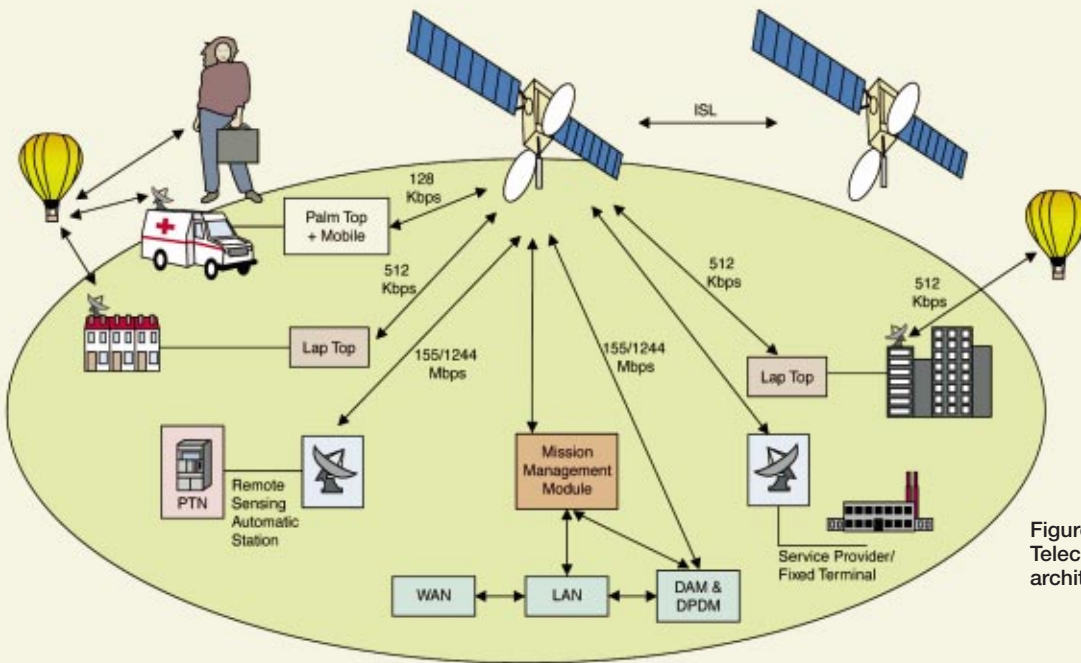 ISL
128
Kbps
Palm Top
+ Mobile
512
Kbps
512
Kbps
512
Kbps
Lap Top
155/1244
Mbps
155/1244
Mbps
Lap Top
PTN
Remote
Sensing
Automatic
Station
Mission
Management
Module
Service Provider/
Fixed Terminal
WAN
LAN
DAM &
DPDM
Figure
Telec
archit